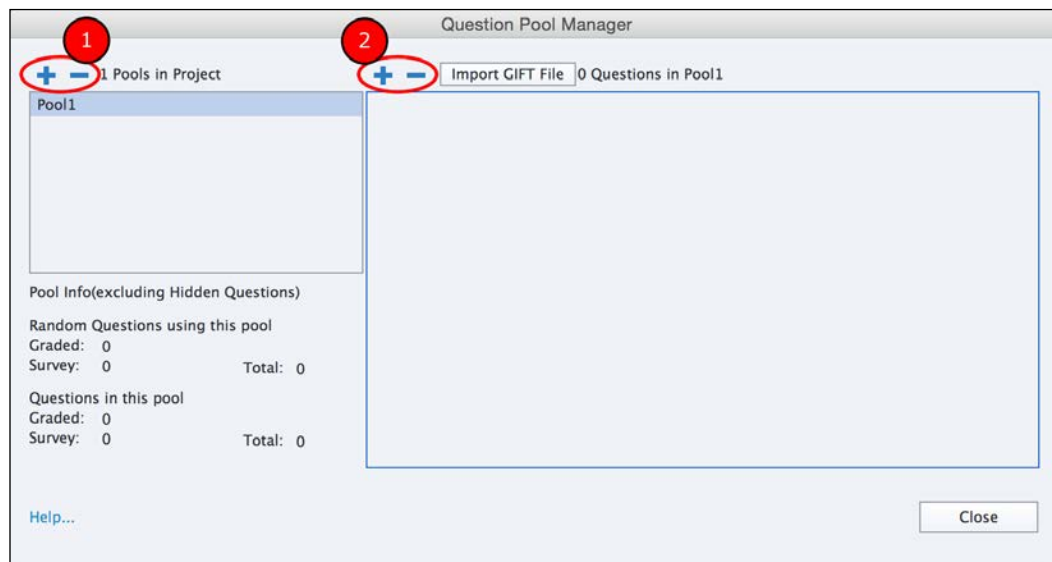 Question Pool Manager
1
2
1 Pools in Project
Import GIFT File
0 Questions in Pool1
Pool1
Pool Info(excluding Hidden Questions)
Random Questions using this pool
Graded: 0
Survey: 0 Total: 0
Questions in this pool
Graded: 0
Survey: 0 Total: 0
Help...
Close